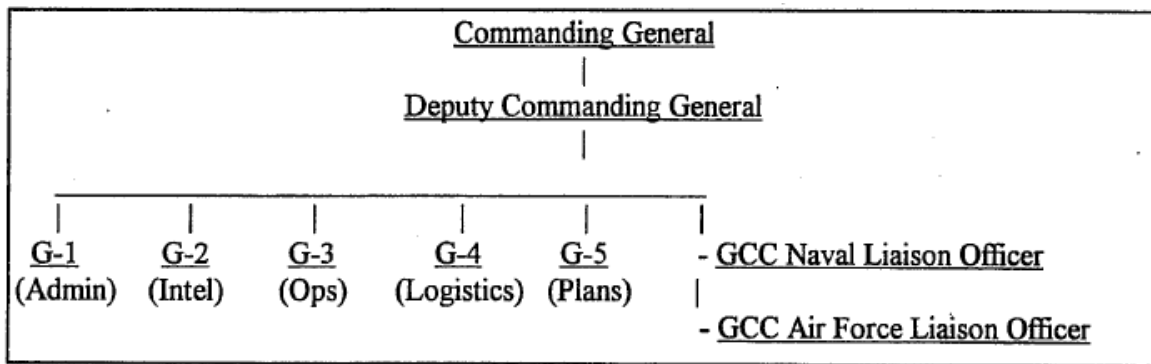 Commanding General
Deputy Commanding General
G-1 G-2 G-3 G-4 G-5 - GCC Naval Liaison Officer
(Admin) (Intel) (Ops) (Logistics) (Plans)
- GCC Air Force Liaison Officer